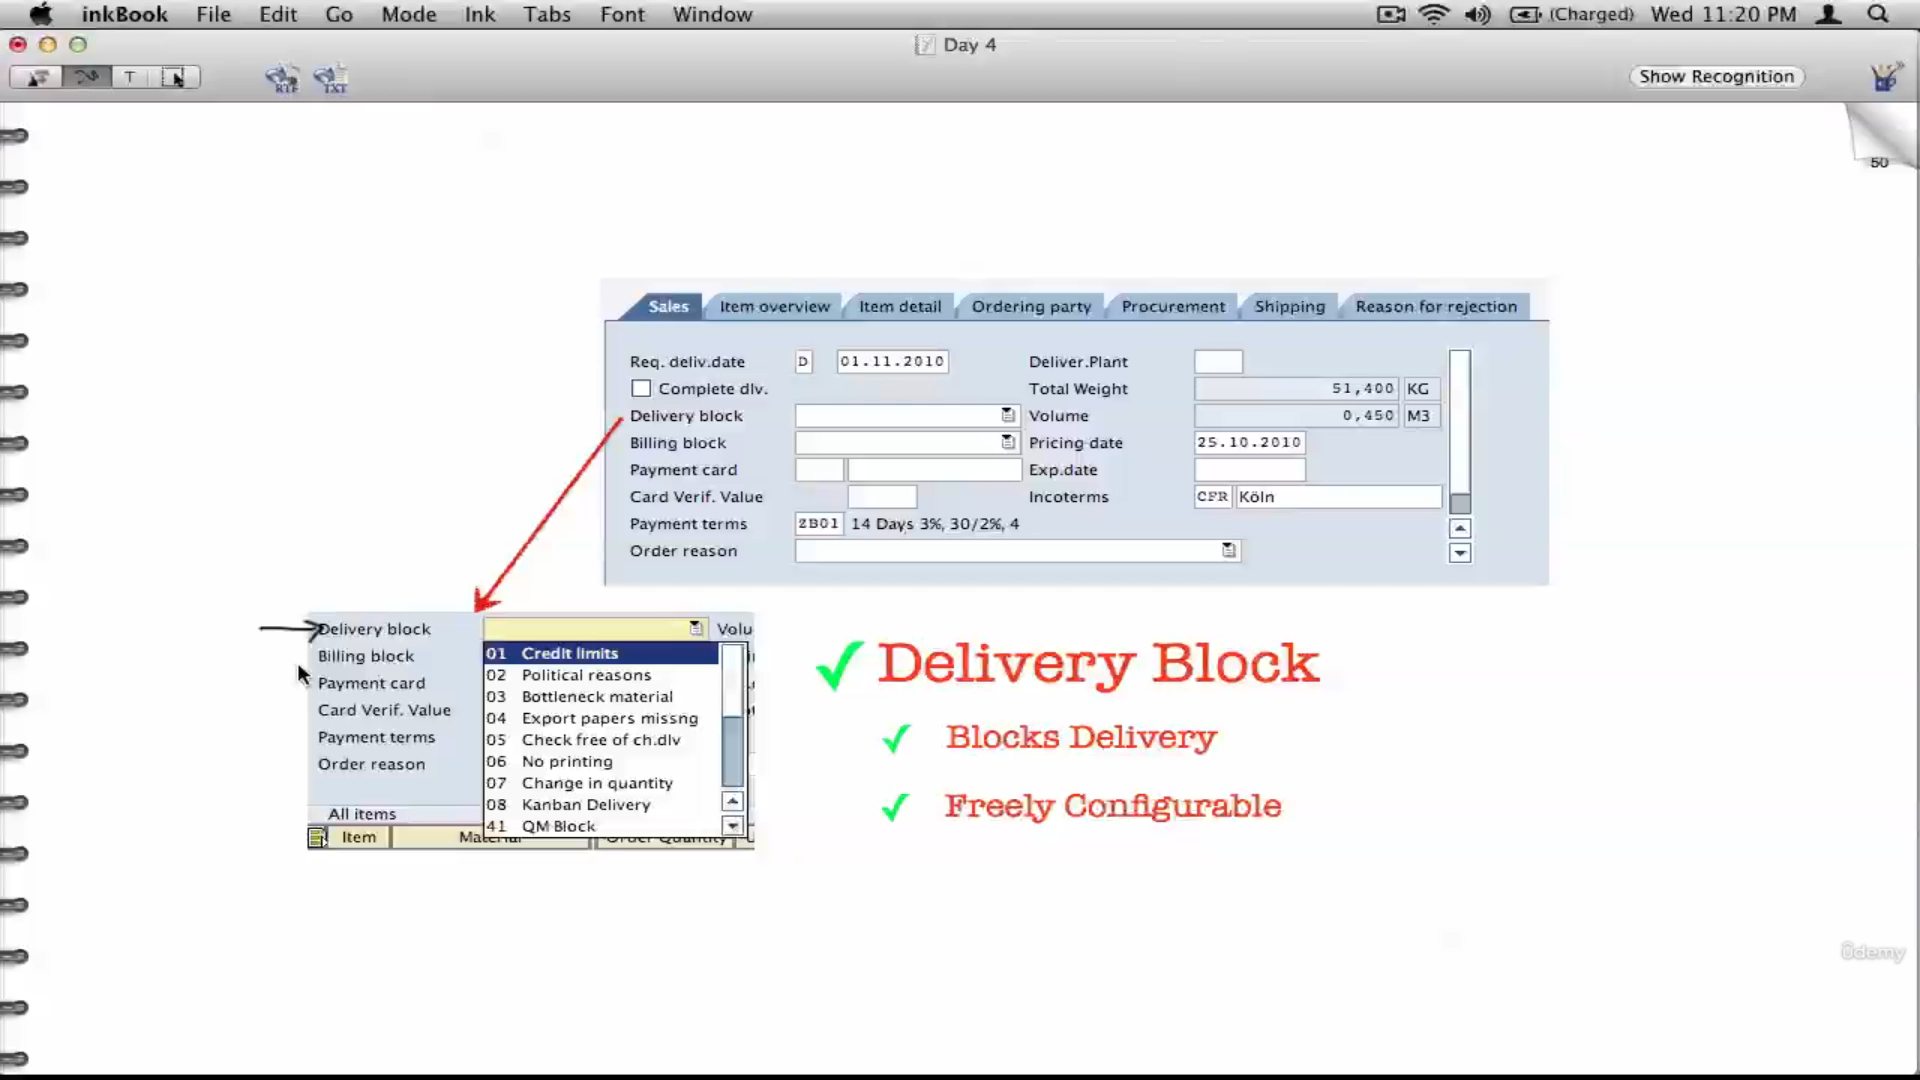 inkBook File Edit Go Mode Ink Tabs Font Window (Charged) Wed 11:20 PM
Day 4
T RTF TXT Show Recognition
50
Sales Item overview Item detail Ordering party Procurement Shipping Reason for rejection
Req. deliv.date D 01.11.2010 Deliver.Plant
Complete dlv. Total Weight 51,400 KG
Delivery block Volume 0,450 M3
Billing block Pricing date 25.10.2010
Payment card Exp.date
Card Verif. Value Incoterms CFR Köln
Payment terms ZB01 14 Days 3%, 30/2%, 4
Order reason
Delivery block Volu
Billing block
Payment card
Card Verif. Value
Payment terms
Order reason
All items
Item Material Order Quantity
01 Credit limits
02 Political reasons
03 Bottleneck material
04 Export papers missng
05 Check free of ch.dlv
06 No printing
07 Change in quantity
08 Kanban Delivery
41 QM Block
Delivery Block
Blocks Delivery
Freely Configurable
ûdemy